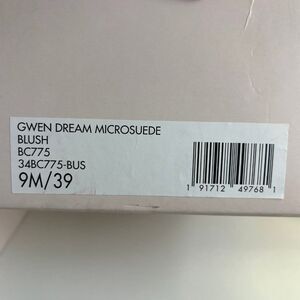 GWEN DREAM MICROSUEDE
BLUSH
BC775
34BC775-BUS
9M/39
1 91712 49768 1